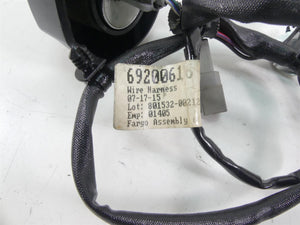 69200616
Wire Harness
07-17-15
Lot: 801532-00212
Emp: 01405
Fargo Assembly